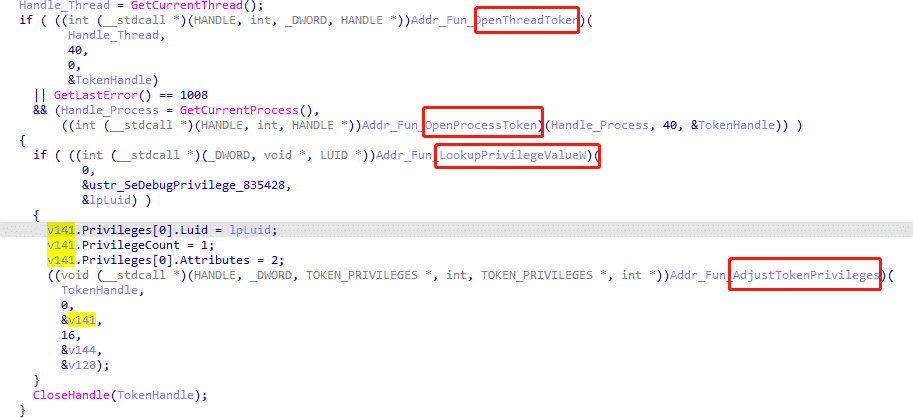 Handle_Thread = GetCurrentThread();
if ( ((int (__stdcall *)(HANDLE, int, _DWORD, HANDLE *))Addr_Fun_OpenThreadToken)(
Handle_Thread,
40,
0,
&TokenHandle)
|| GetLastError() == 1008
&& (Handle_Process = GetCurrentProcess(),
((int (__stdcall *)(HANDLE, int, HANDLE *))Addr_Fun_OpenProcessToken)(Handle_Process, 40, &TokenHandle)) )
{
if ( ((int (__stdcall *)(_DWORD, void *, LUID *))Addr_Fun_LookupPrivilegeValueW)(
0,
&ustr_SeDebugPrivilege_835428,
&lpLuid) )
{
v141.Privileges[0].Luid = lpLuid;
v141.PrivilegeCount = 1;
v141.Privileges[0].Attributes = 2;
((void (__stdcall *)(HANDLE, _DWORD, TOKEN_PRIVILEGES *, int, TOKEN_PRIVILEGES *, int *))Addr_Fun_AdjustTokenPrivileges)(
TokenHandle,
0,
&v141,
16,
&v144,
&v128);
}
CloseHandle(TokenHandle);
}